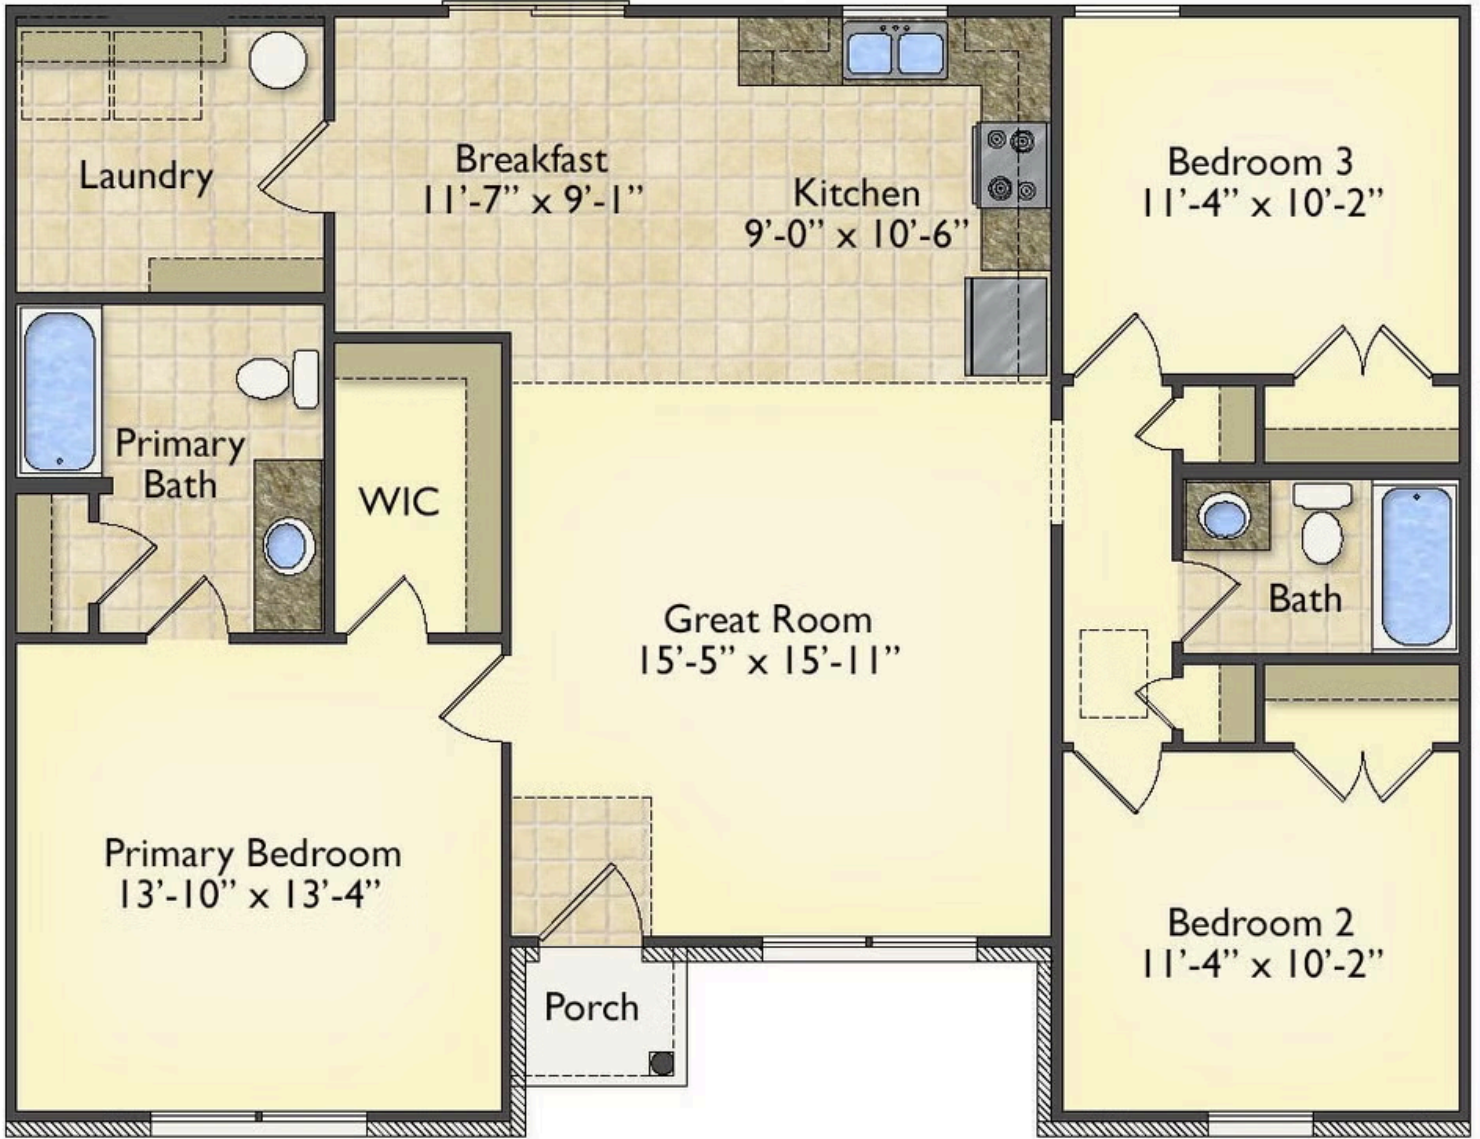 Laundry
Breakfast
11'-7" x 9'-1"
Kitchen
9'-0" x 10'-6"
Bedroom 3
11'-4" x 10'-2"
Primary
Bath
WIC
Great Room
15'-5" x 15'-11"
Bath
Primary Bedroom
13'-10" x 13'-4"
Bedroom 2
11'-4" x 10'-2"
Porch